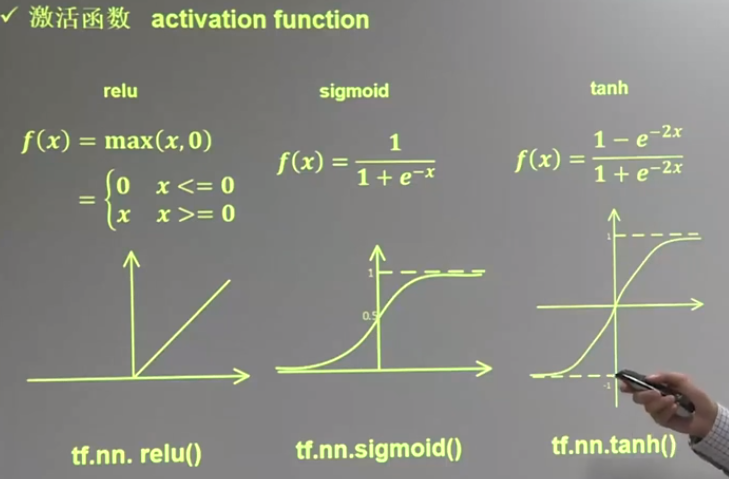 ✓ 激活函数 activation function
relu
f(x) = max(x,0)
= {0 x <= 0
x x >= 0
tf.nn. relu()
sigmoid
f(x) = 1 / (1 + e^{-x})
1
0.5
tf.nn.sigmoid()
tanh
f(x) = (1 - e^{-2x}) / (1 + e^{-2x})
1
-1
tf.nn.tanh()